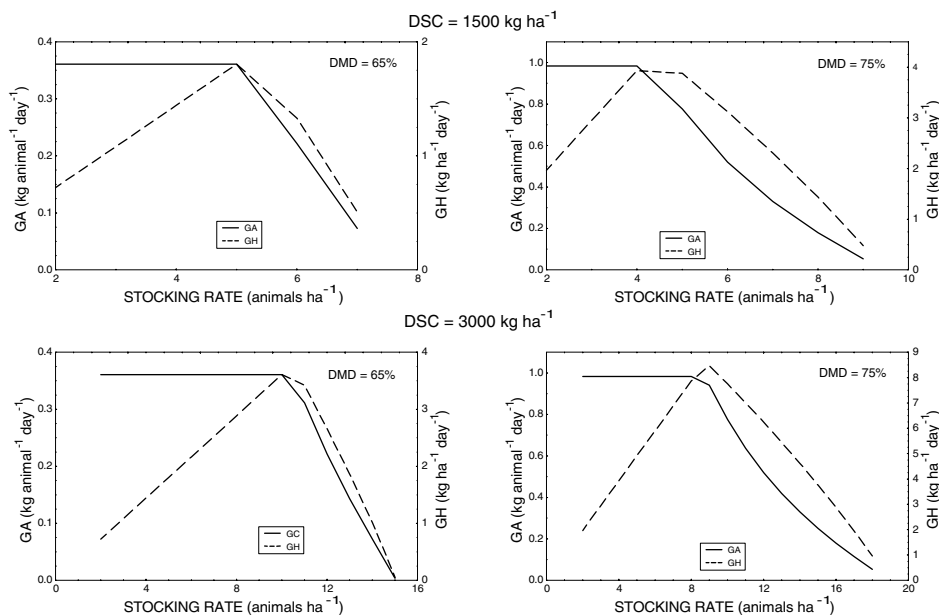 DSC = 1500 kg ha⁻¹
DMD = 65%
GA (kg animal⁻¹ day⁻¹)
0.4
0.3
0.2
0.1
0.0
2
1
0
GH (kg ha⁻¹ day⁻¹)
GA
GH
2 4 6 8
STOCKING RATE (animals ha⁻¹)
DMD = 75%
GA (kg animal⁻¹ day⁻¹)
1.0
0.8
0.6
0.4
0.2
0.0
4
3
2
1
0
GH (kg ha⁻¹ day⁻¹)
GA
GH
2 4 6 8 10
STOCKING RATE (animals ha⁻¹)
DSC = 3000 kg ha⁻¹
DMD = 65%
GA (kg animal⁻¹ day⁻¹)
0.4
0.3
0.2
0.1
0.0
4
3
2
1
0
GH (kg ha⁻¹ day⁻¹)
GC
GH
0 4 8 12 16
STOCKING RATE (animals ha⁻¹)
DMD = 75%
GA (kg animal⁻¹ day⁻¹)
1.0
0.8
0.6
0.4
0.2
0.0
9
8
7
6
5
4
3
2
1
0
GH (kg ha⁻¹ day⁻¹)
GA
GH
0 4 8 12 16 20
STOCKING RATE (animals ha⁻¹)